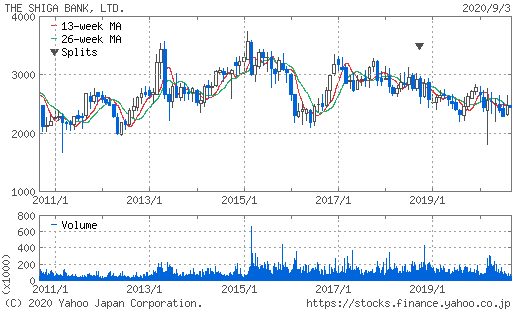 THE SHIGA BANK, LTD. 2020/9/3
4000
13-week MA
26-week MA
Splits
3000
2000
1000
2011/1 2013/1 2015/1 2017/1 2019/1
800
Volume
600
400
200
0
(x1000)
2011/1 2013/1 2015/1 2017/1 2019/1
(C) 2020 Yahoo Japan Corporation. https://stocks.finance.yahoo.co.jp/